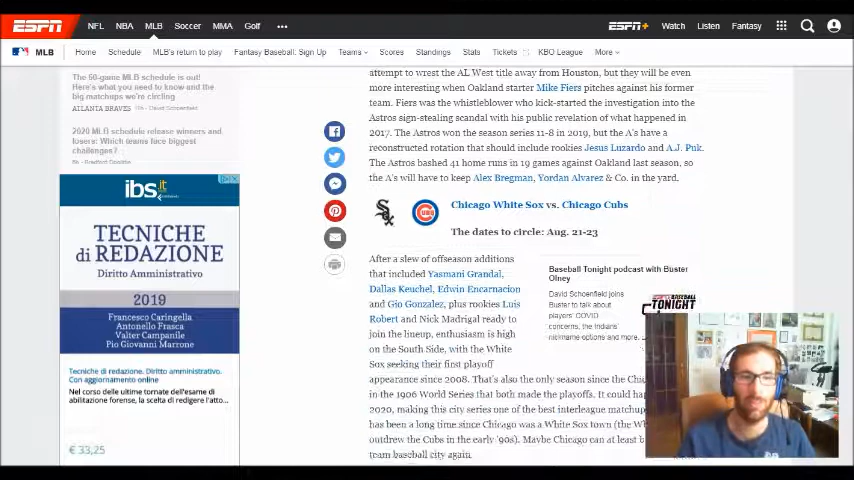 ESPN NFL NBA MLB Soccer MMA Golf ••• ESPN+ Watch Listen Fantasy
MLB Home Schedule MLB's return to play Fantasy Baseball: Sign Up Teams Scores Standings Stats Tickets KBO League More
The 60-game MLB schedule is out!
Here's what you need to know and the
big matchups we're circling
ATLANTA BRAVES
2020 MLB schedule release winners and
losers: Which teams face biggest
challenges?
ibs.it
TECNICHE
di REDAZIONE
Diritto Amministrativo
2019
Francesco Caringella
Antonello Frasca
Valter Campanile
Pio Giovanni Marrone
Tecniche di redazione. Diritto amministrativo.
Con aggiornamento online
Nel corso delle ultime tornate dell'esame di
abilitazione forense, la scelta di redigere l'atto...
€ 33,25
attempt to wrest the AL West title away from Houston, but they will be even
more interesting when Oakland starter Mike Fiers pitches against his former
team. Fiers was the whistleblower who kick-started the investigation into the
Astros sign-stealing scandal with his public revelation of what happened in
2017. The Astros won the season series 11-8 in 2019, but the A's have a
reconstructed rotation that should include rookies Jesus Luzardo and A.J. Puk.
The Astros bashed 41 home runs in 19 games against Oakland last season, so
the A's will have to keep Alex Bregman, Yordan Alvarez & Co. in the yard.
Sox
CUBS
Chicago White Sox vs. Chicago Cubs
The dates to circle: Aug. 21-23
After a slew of offseason additions
that included Yasmani Grandal,
Dallas Keuchel, Edwin Encarnacion
and Gio Gonzalez, plus rookies Luis
Robert and Nick Madrigal ready to
join the lineup, enthusiasm is high
on the South Side, with the White
Sox seeking their first playoff
appearance since 2008. That's also the only season since the
in the 1906 World Series that both made the playoffs. It could
2020, making this city series one of the best interleague
has been a long time since Chicago was a White Sox town (the
outdrew the Cubs in the early '90s). Maybe Chicago can at least
team baseball city again.
Baseball Tonight podcast with Buster
Olney
David Schoenfield joins
Buster to talk about
players' COVID
concerns, the Indians'
nickname options and more.
ESPN BASEBALL
TONIGHT